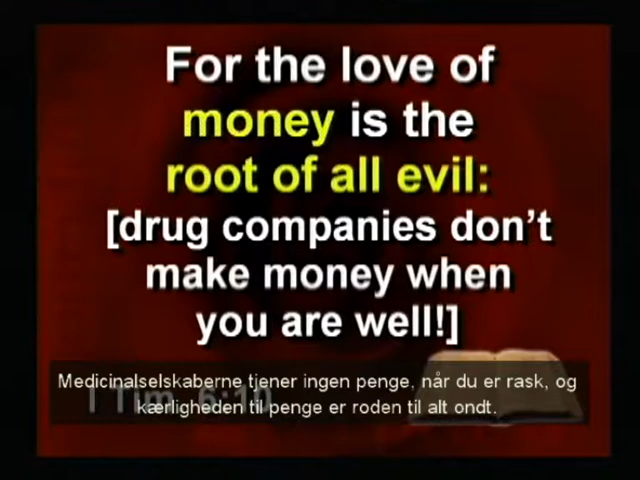 For the love of
money is the
root of all evil:
[drug companies don't
make money when
you are well!]
Medicinalselskaberne tjener ingen penge, når du er rask, og
kærligheden til penge er roden til alt ondt.
I Tim. 6:10